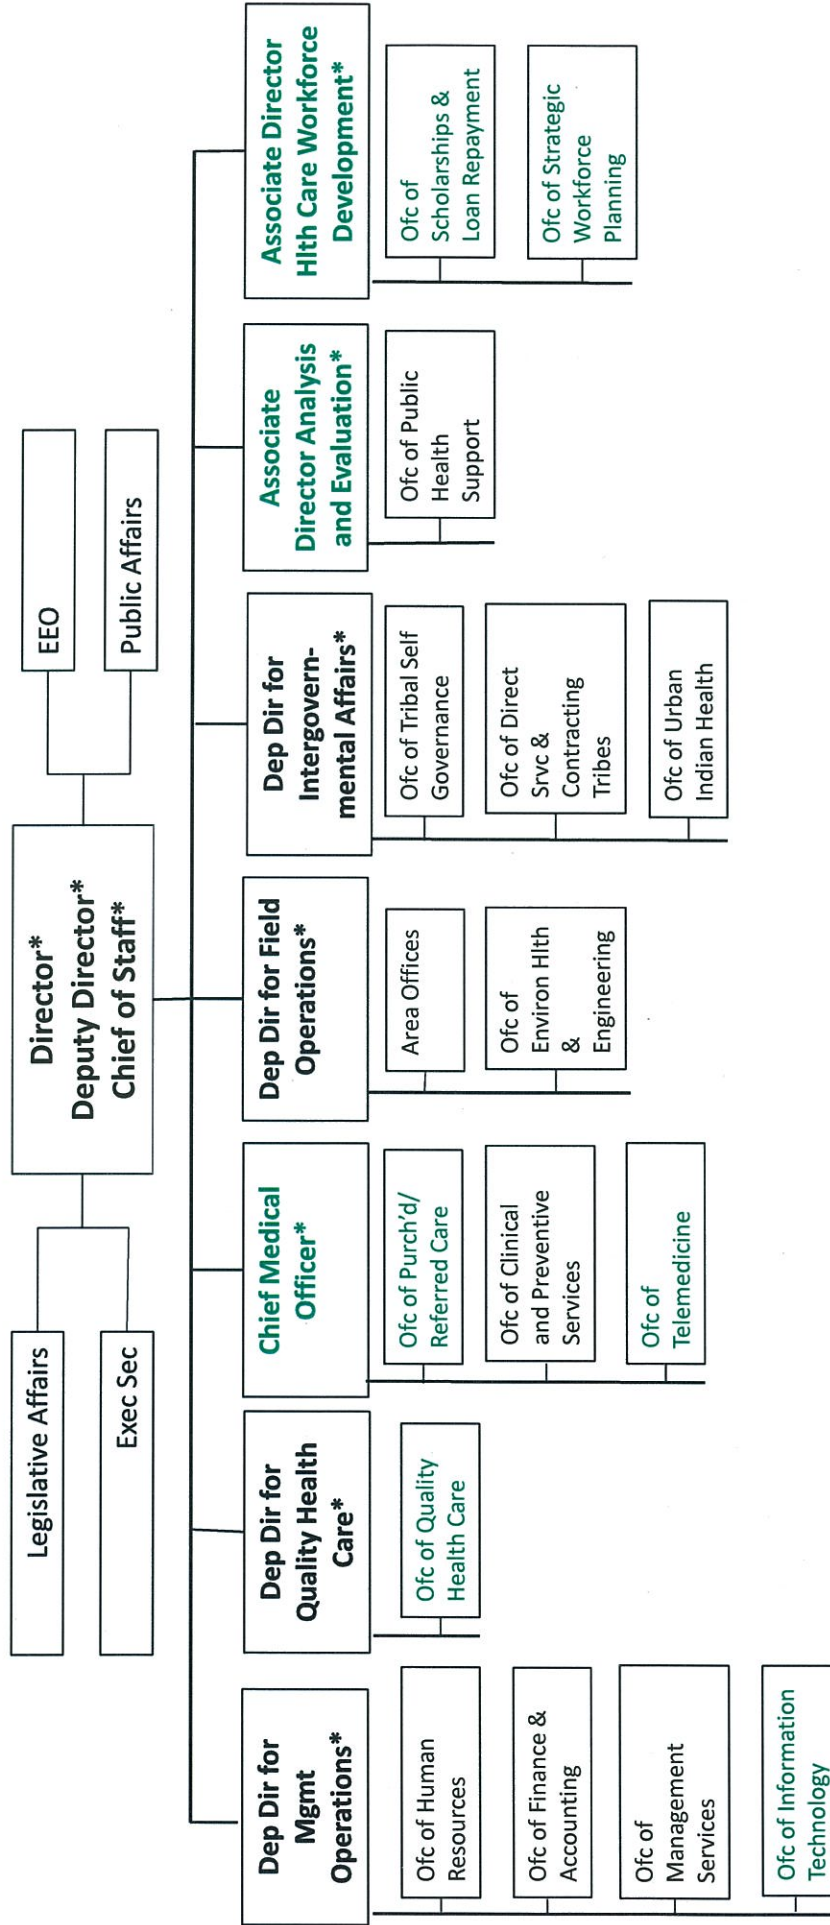 Legislative Affairs
Exec Sec
Director*
Deputy Director*
Chief of Staff*
EEO
Public Affairs
Dep Dir for
Mgmt
Operations*
Ofc of Human
Resources
Ofc of Finance &
Accounting
Ofc of
Management
Services
Ofc of Information
Technology
Dep Dir for
Quality Health
Care*
Ofc of Quality
Health Care
Chief Medical
Officer*
Ofc of Purch'd/
Referred Care
Ofc of Clinical
and Preventive
Services
Ofc of
Telemedicine
Dep Dir for Field
Operations*
Area Offices
Ofc of
Environ Hlth
&
Engineering
Dep Dir for
Intergovern-
mental Affairs*
Ofc of Tribal Self
Governance
Ofc of Direct
Srvc &
Contracting
Tribes
Ofc of Urban
Indian Health
Associate
Director Analysis
and Evaluation*
Ofc of Public
Health
Support
Associate Director
Hlth Care Workforce
Development*
Ofc of
Scholarships &
Loan Repayment
Ofc of Strategic
Workforce
Planning